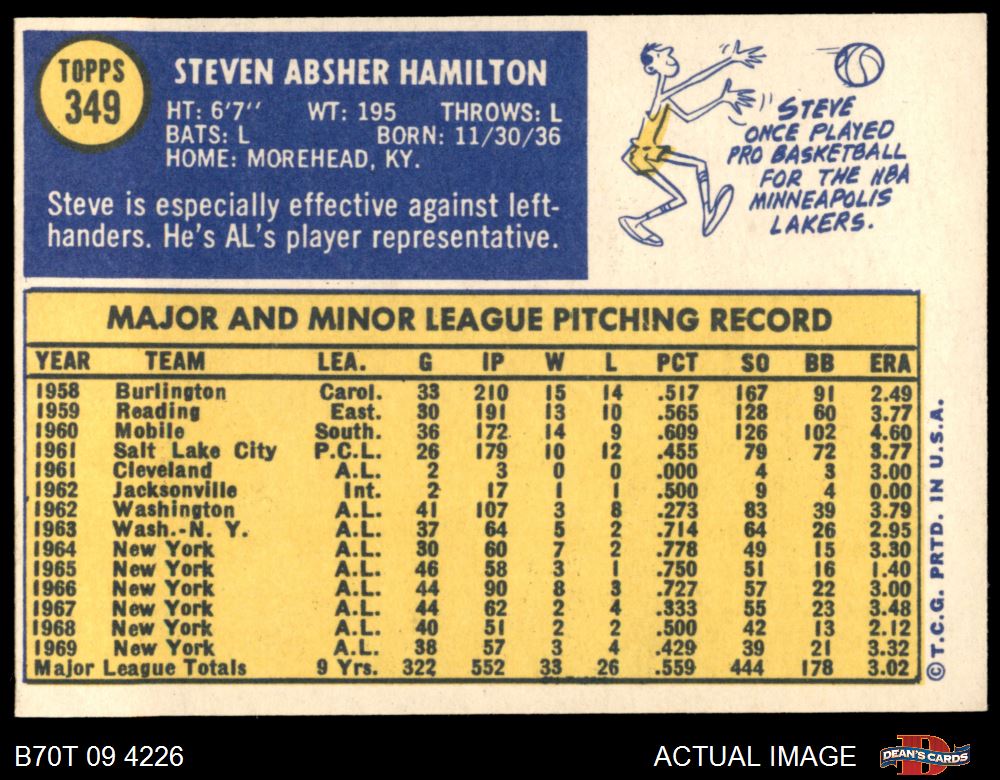 TOPPS
349
STEVEN ABSHER HAMILTON
HT: 6'7'' WT: 195 THROWS: L
BATS: L BORN: 11/30/36
HOME: MOREHEAD, KY.
Steve is especially effective against left-
handers. He's AL's player representative.
STEVE
ONCE PLAYED
PRO BASKETBALL
FOR THE NBA
MINNEAPOLIS
LAKERS.
MAJOR AND MINOR LEAGUE PITCHING RECORD
YEAR TEAM LEA. G IP W L PCT SO BB ERA
1958 Burlington Carol. 33 210 15 14 .517 167 91 2.49
1959 Reading East. 30 191 13 10 .565 128 60 3.77
1960 Mobile South. 36 172 14 9 .609 126 102 4.60
1961 Salt Lake City P.C.L. 26 179 10 12 .455 79 72 3.77
1961 Cleveland A.L. 2 3 0 0 .000 4 3 3.00
1962 Jacksonville Int. 2 17 1 1 .500 9 4 0.00
1962 Washington A.L. 41 107 3 8 .273 83 39 3.79
1963 Wash.-N. Y. A.L. 37 64 5 2 .714 64 26 2.95
1964 New York A.L. 30 60 7 2 .778 49 15 3.30
1965 New York A.L. 46 58 3 1 .750 51 16 1.40
1966 New York A.L. 44 90 8 3 .727 57 22 3.00
1967 New York A.L. 44 62 2 4 .333 55 23 3.48
1968 New York A.L. 40 51 2 2 .500 42 13 2.12
1969 New York A.L. 38 57 3 4 .429 39 21 3.32
Major League Totals 9 Yrs. 322 552 33 26 .559 444 178 3.02
©T.C.G. PRTD. IN U.S.A.
B70T 09 4226
ACTUAL IMAGE
DEAN'S CARDS